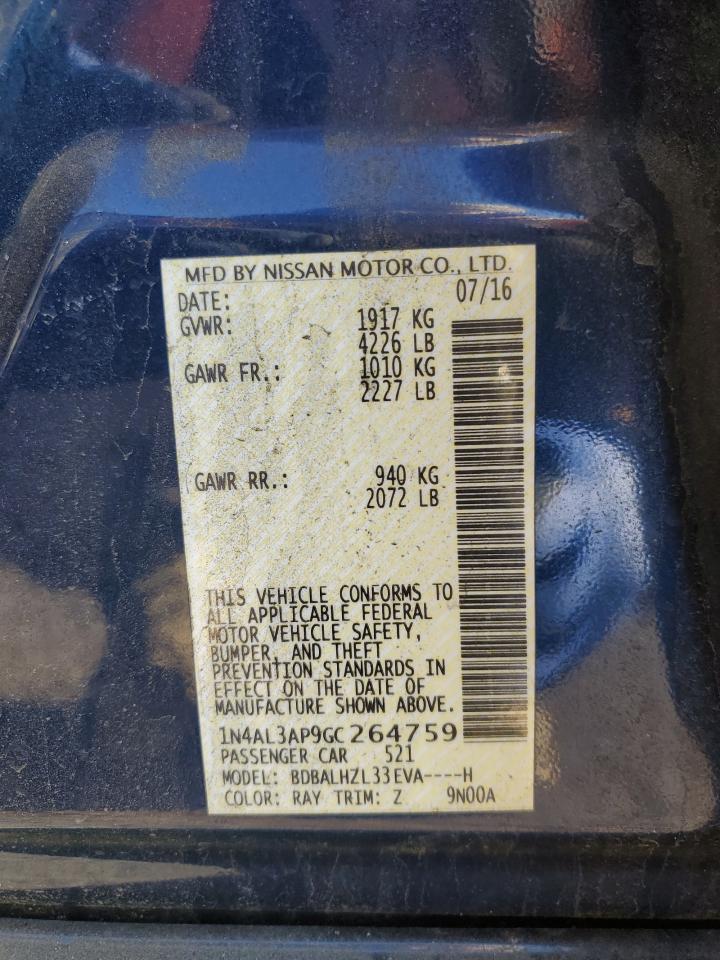 MFD BY NISSAN MOTOR CO., LTD.
DATE: 07/16
GVWR: 1917 KG
4226 LB
GAWR FR.: 1010 KG
2227 LB
GAWR RR.: 940 KG
2072 LB
THIS VEHICLE CONFORMS TO
ALL APPLICABLE FEDERAL
MOTOR VEHICLE SAFETY,
BUMPER, AND THEFT
PREVENTION STANDARDS IN
EFFECT ON THE DATE OF
MANUFACTURE SHOWN ABOVE.
1N4AL3AP9GC264759
PASSENGER CAR 521
MODEL: BDBALHZL33EVA----H
COLOR: RAY TRIM: Z 9N00A